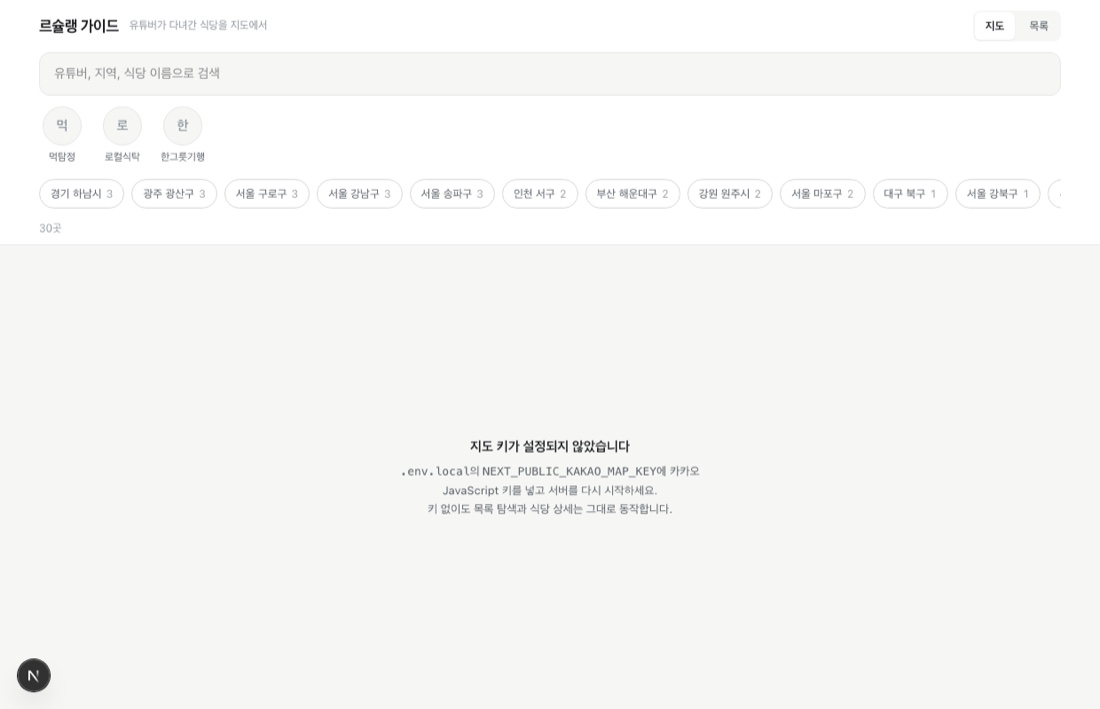 르슐랭 가이드 유튜버가 다녀간 식당을 지도에서 지도 목록
유튜버, 지역, 식당 이름으로 검색
먹 로 한
먹탐정 로컬식탁 한그릇기행
경기 하남시 3 광주 광산구 3 서울 구로구 3 서울 강남구 3 서울 송파구 3 인천 서구 2 부산 해운대구 2 강원 원주시 2 서울 마포구 2 대구 북구 1 서울 강북구 1
30곳
지도 키가 설정되지 않았습니다
.env.local의 NEXT_PUBLIC_KAKAO_MAP_KEY에 카카오
JavaScript 키를 넣고 서버를 다시 시작하세요.
키 없이도 목록 탐색과 식당 상세는 그대로 동작합니다.
N